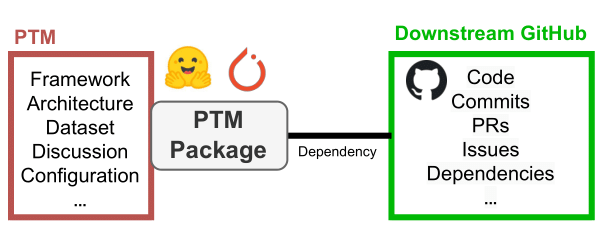 PTM
Framework
Architecture
Dataset
Discussion
Configuration
...
PTM
Package
Dependency
Downstream GitHub
Code
Commits
PRs
Issues
Dependencies
...